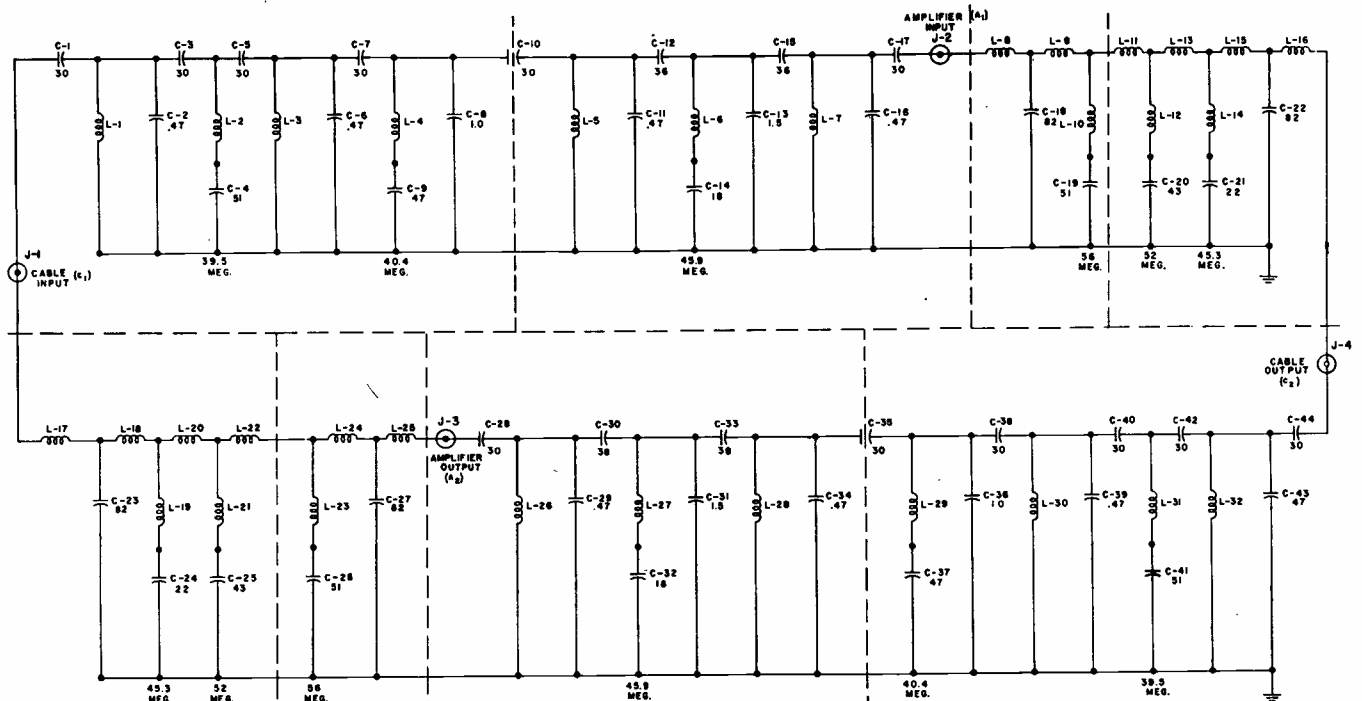 AMPLIFIER (A₁)
INPUT
J-2
C-1
30
C-3
30
C-5
30
C-7
30
C-10
30
C-12
36
C-15
36
C-17
30
L-8
L-9
L-11
L-13
L-15
L-16
L-1
C-2
.47
L-2
L-3
C-6
.47
L-4
C-8
1.0
L-5
C-11
.47
L-6
C-13
1.5
L-7
C-16
.47
C-18
82
L-10
L-12
L-14
C-22
82
C-4
51
C-9
47
C-14
18
C-19
51
C-20
43
C-21
22
J-1
CABLE (C₁)
INPUT
39.5
MEG.
40.4
MEG.
45.9
MEG.
56
MEG.
52
MEG.
45.3
MEG.
J-4
CABLE
OUTPUT
(C₂)
L-17
L-18
L-20
L-22
L-24
L-25
J-3
AMPLIFIER
OUTPUT
(A₂)
C-28
30
C-30
38
C-33
39
C-35
30
C-38
30
C-40
30
C-42
30
C-44
30
C-23
82
L-19
L-21
L-23
C-27
82
L-26
C-29
.47
L-27
C-31
1.5
L-28
C-34
.47
L-29
C-36
10
L-30
C-39
.47
L-31
L-32
C-43
47
C-24
22
C-25
43
C-26
51
C-32
18
C-37
47
C-41
51
45.3
MEG.
52
MEG.
56
MEG.
45.9
MEG.
40.4
MEG.
39.5
MEG.